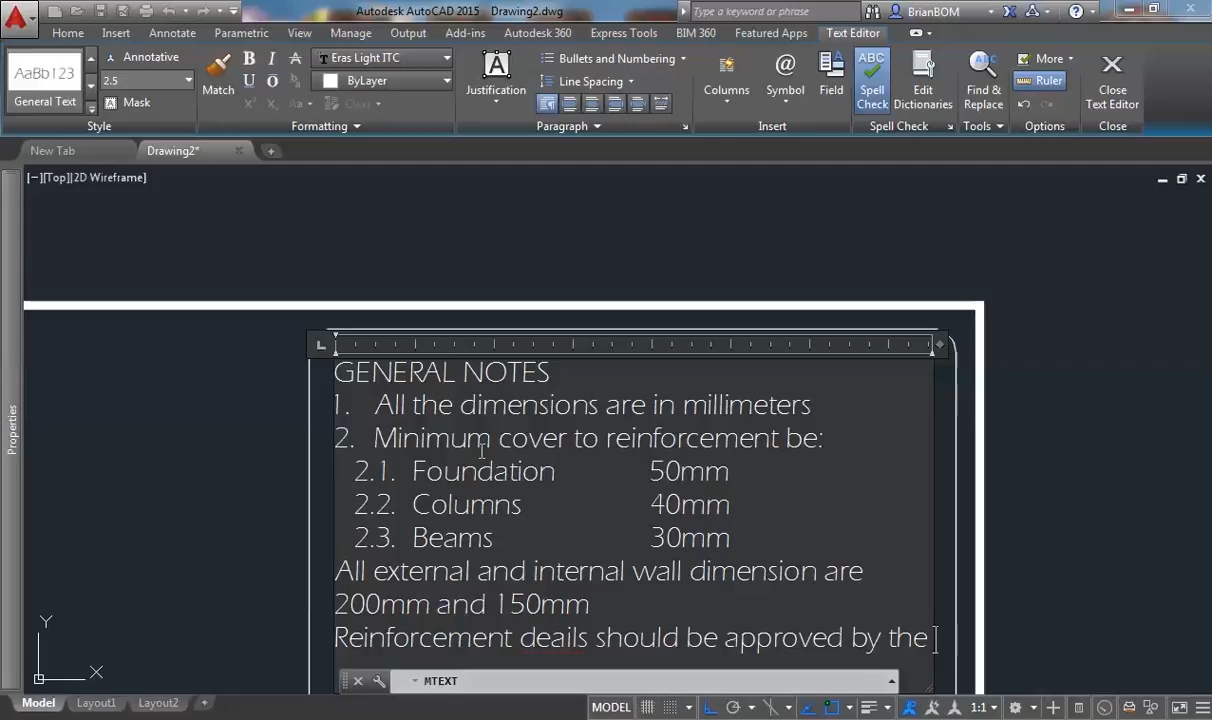 Autodesk AutoCAD 2015 Drawing2.dwg
Type a keyword or phrase
BrianBOM
Home Insert Annotate Parametric View Manage Output Add-ins Autodesk 360 Express Tools BIM 360 Featured Apps Text Editor
AaBb123
General Text
Annotative
2.5
Mask
Style
Match
B I A
U O
Eras Light ITC
ByLayer
Aa
Clear
Formatting
A
Justification
Bullets and Numbering
Line Spacing
Paragraph
Columns
@
Symbol
Field
Insert
ABC
Spell
Check
Edit
Dictionaries
Spell Check
Find &
Replace
Tools
More
Ruler
Options
Close
Text Editor
Close
New Tab
Drawing2*
[−][Top][2D Wireframe]
Properties
L
GENERAL NOTES
1. All the dimensions are in millimeters
2. Minimum cover to reinforcement be:
2.1. Foundation 50mm
2.2. Columns 40mm
2.3. Beams 30mm
All external and internal wall dimension are
200mm and 150mm
Reinforcement deails should be approved by the
MTEXT
Y
X
Model Layout1 Layout2 +
MODEL
1:1